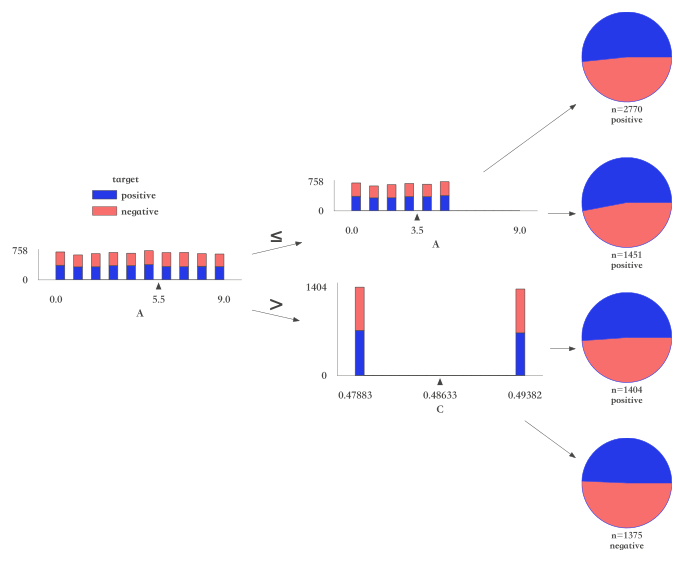 target
positive
negative
758
0
0.0
5.5
9.0
A
≤
>
758
0
0.0
3.5
9.0
A
1404
0
0.47883
0.48633
0.49382
C
n=2770
positive
n=1451
positive
n=1404
positive
n=1375
negative